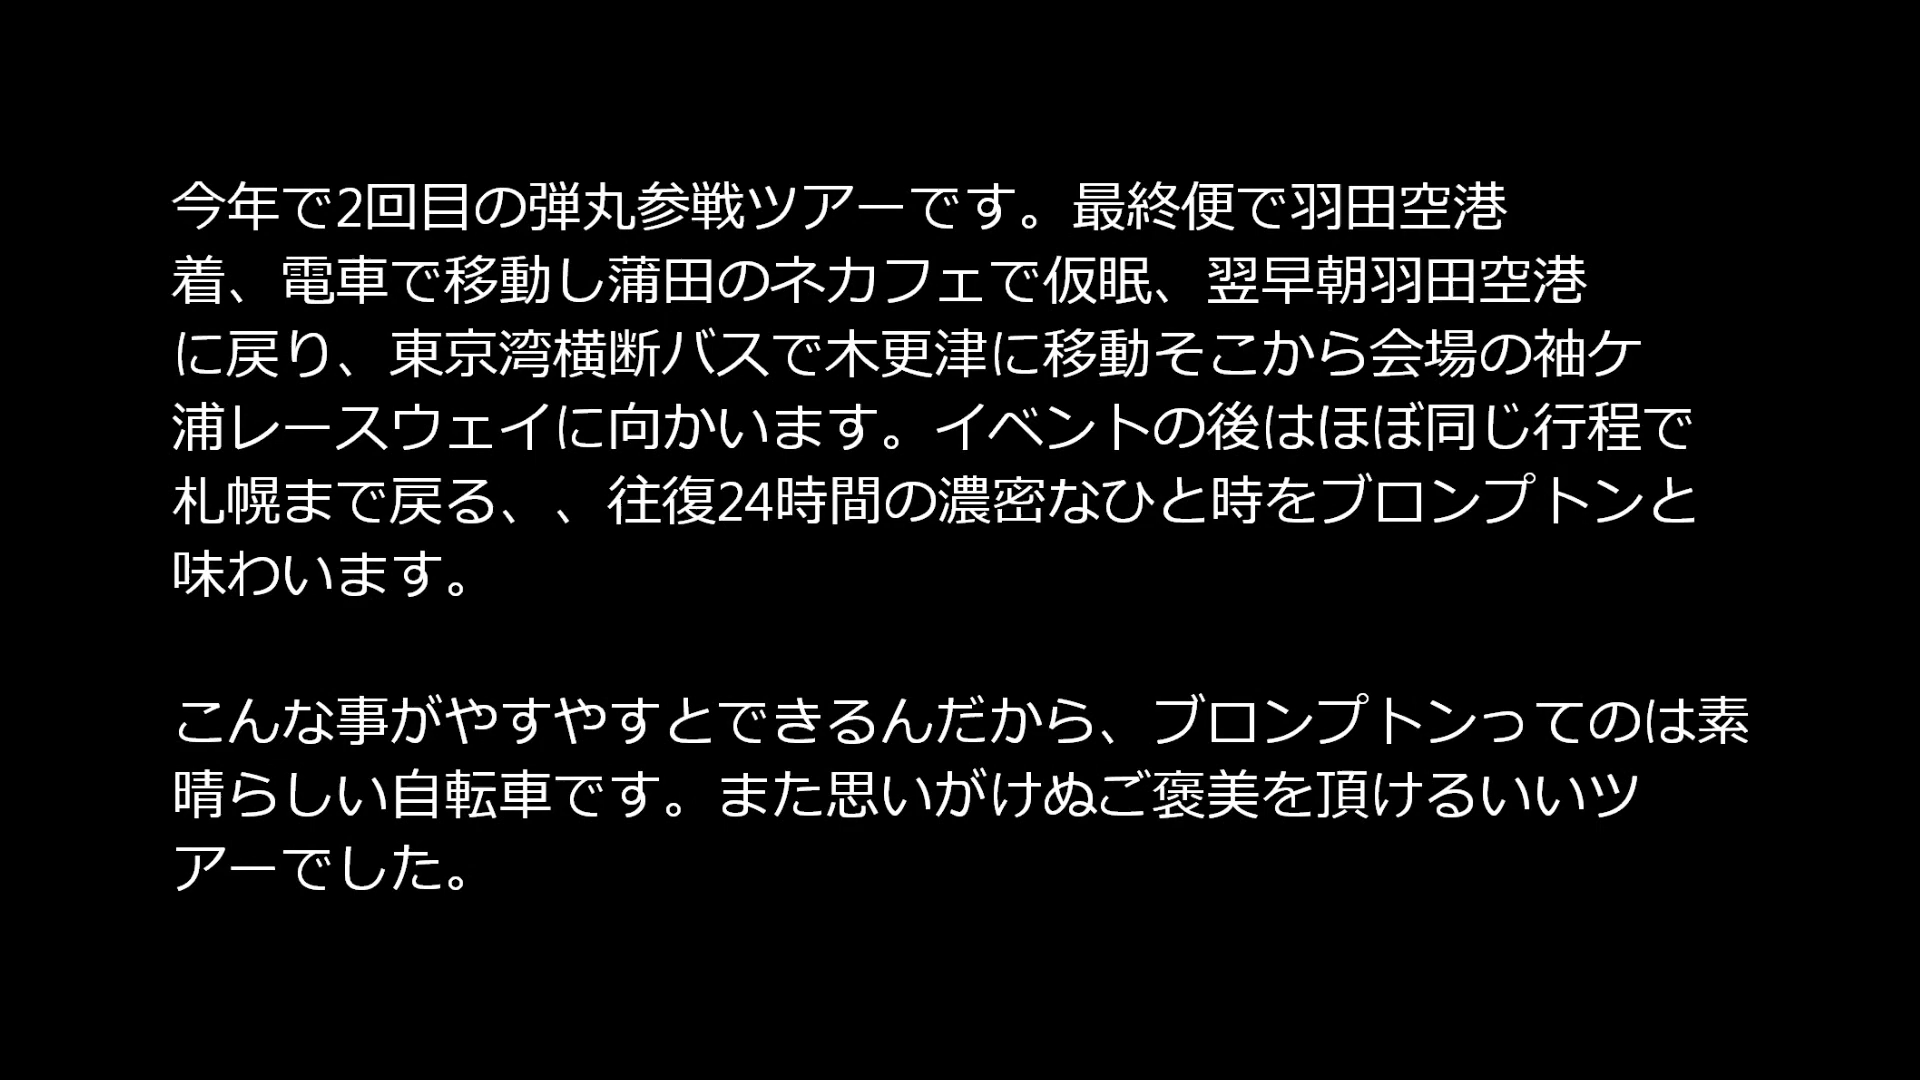 今年で2回目の弾丸参戦ツアーです。最終便で羽田空港
着、電車で移動し蒲田のネカフェで仮眠、翌早朝羽田空港
に戻り、東京湾横断バスで木更津に移動そこから会場の袖ケ
浦レースウェイに向かいます。イベントの後はほぼ同じ行程で
札幌まで戻る、、往復24時間の濃密なひと時をブロンプトンと
味わいます。
こんな事がやすやすとできるんだから、ブロンプトンってのは素
晴らしい自転車です。また思いがけぬご褒美を頂けるいいツ
アーでした。